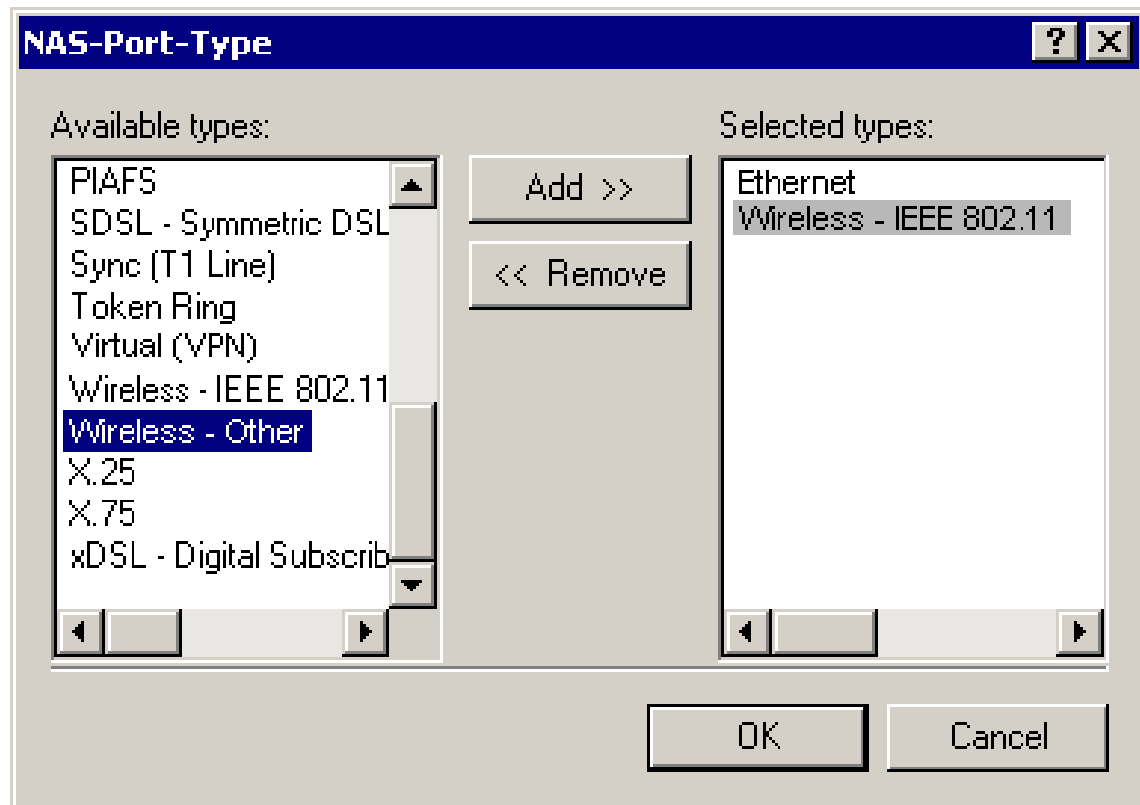 NAS-Port-Type
Available types:
PIAFS
SDSL - Symmetric DSL
Sync (T1 Line)
Token Ring
Virtual (VPN)
Wireless - IEEE 802.11
Wireless - Other
X.25
X.75
xDSL - Digital Subscrib
Add >>
<< Remove
Selected types:
Ethernet
Wireless - IEEE 802.11
OK
Cancel